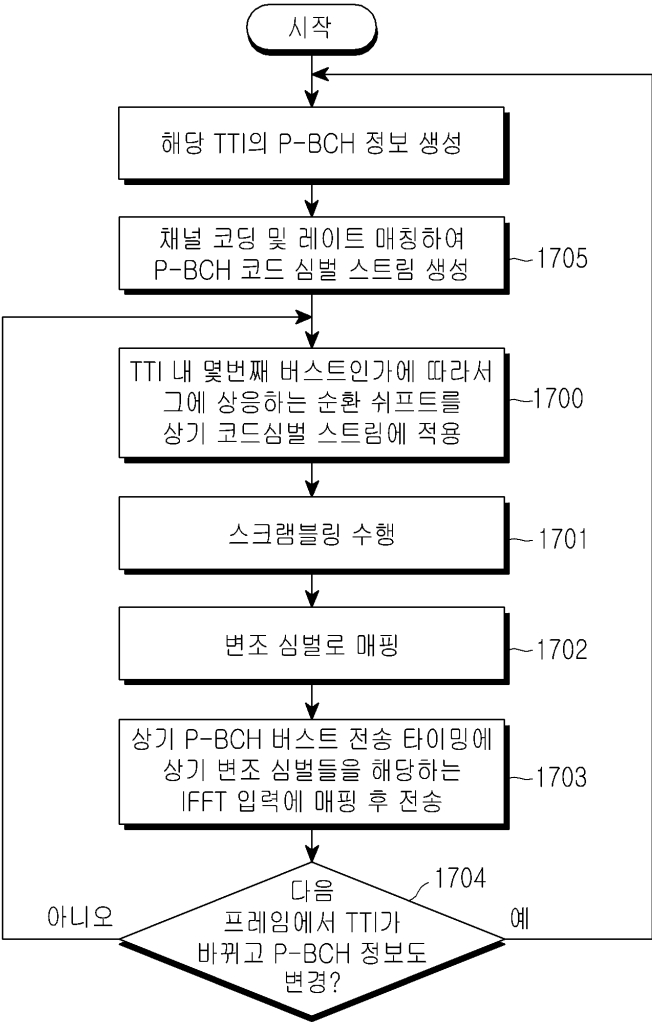 시작
해당 TTI의 P-BCH 정보 생성
채널 코딩 및 레이트 매칭하여
P-BCH 코드 심벌 스트림 생성
1705
TTI 내 몇번째 버스트인가에 따라서
그에 상응하는 순환 쉬프트를
상기 코드심벌 스트림에 적용
1700
스크램블링 수행
1701
변조 심벌로 매핑
1702
상기 P-BCH 버스트 전송 타이밍에
상기 변조 심벌들을 해당하는
IFFT 입력에 매핑 후 전송
1703
1704
다음
프레임에서 TTI가
바뀌고 P-BCH 정보도
변경?
아니오
예